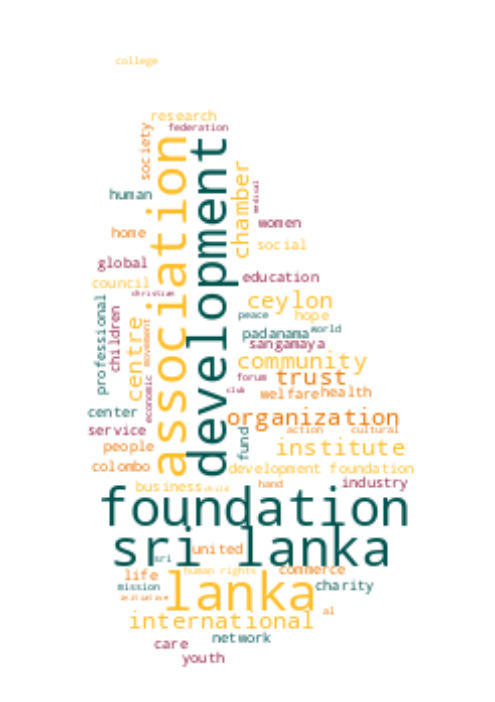 college
research
federation
society
association
development
chamber
medical
human
women
home
social
global
education
council
christian
ceylon
professional
children
centre
movement
peace
hope
padanama
world
sangamaya
community
economic
forum
trust
club
welfare
health
center
organization
service
fund
action
cultural
people
institute
colombo
development foundation
business
child
hand
industry
foundation
sri lanka
united
sri
life
human rights
commerce
mission
lanka
charity
initiative
al
international
network
care
youth